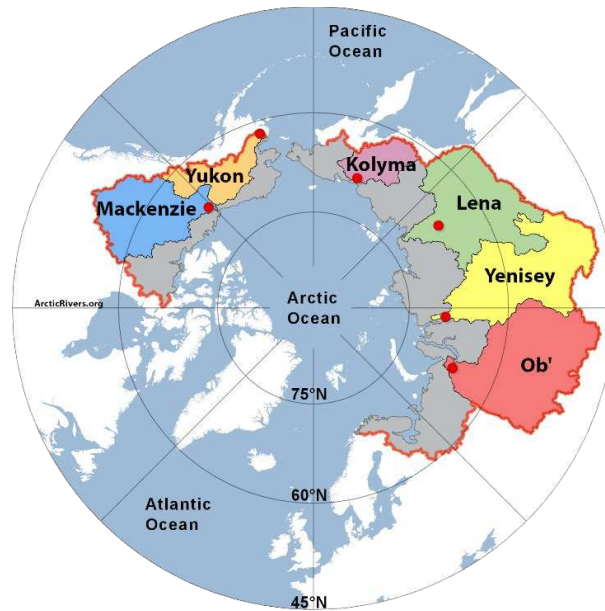 Pacific
Ocean
Kolyma
Yukon
Mackenzie
Lena
Yenisey
ArcticRivers.org
Arctic
Ocean
Ob'
75°N
60°N
Atlantic
Ocean
45°N